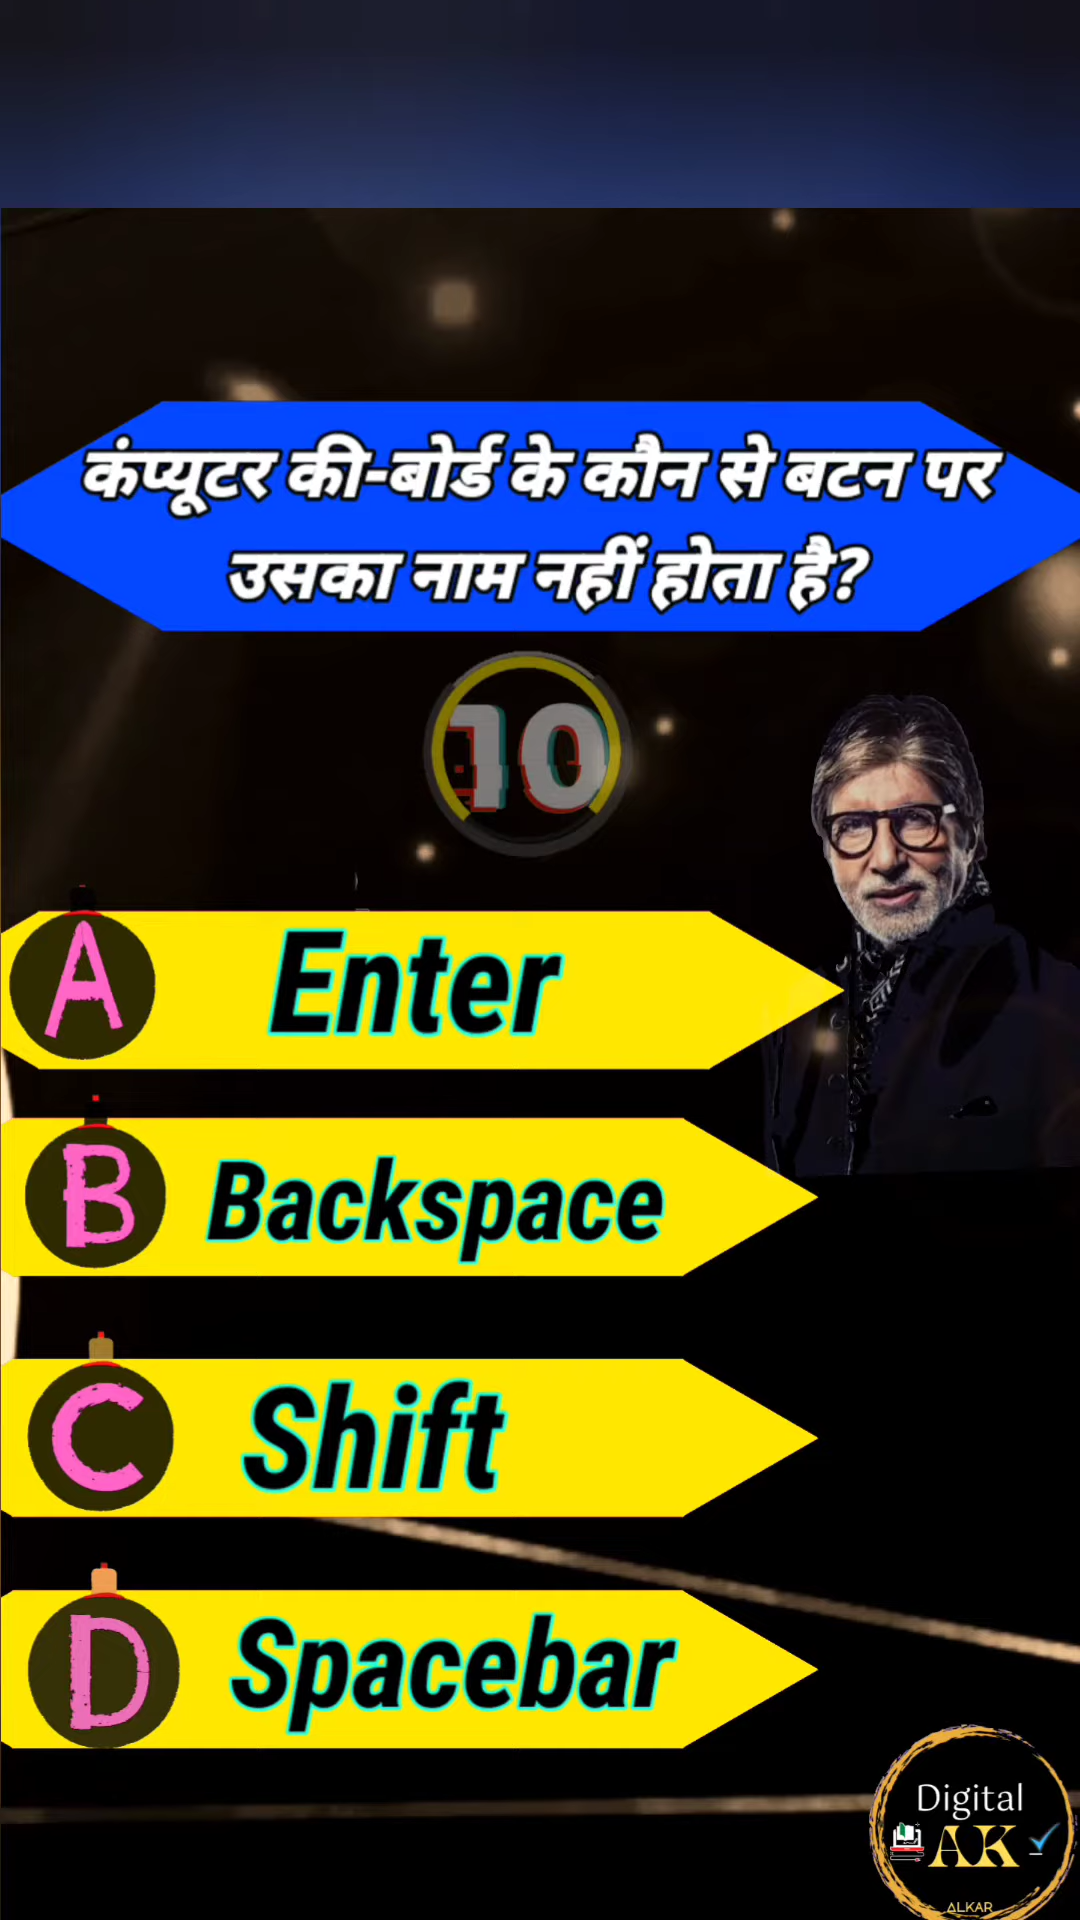 कंप्यूटर की-बोर्ड के कौन से बटन पर
उसका नाम नहीं होता है?
10
A Enter
B Backspace
C Shift
D Spacebar
Digital
AK
ALKAR